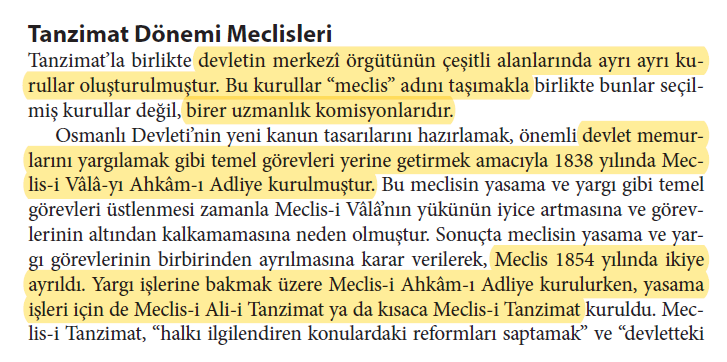 Tanzimat Dönemi Meclisleri
Tanzimat’la birlikte devletin merkezî örgütünün çeşitli alanlarında ayrı ayrı ku-
rullar oluşturulmuştur. Bu kurullar “meclis” adını taşımakla birlikte bunlar seçil-
miş kurullar değil, birer uzmanlık komisyonlarıdır.
Osmanlı Devleti’nin yeni kanun tasarılarını hazırlamak, önemli devlet memur-
larını yargılamak gibi temel görevleri yerine getirmek amacıyla 1838 yılında Mec-
lis-i Vâlâ-yı Ahkâm-ı Adliye kurulmuştur. Bu meclisin yasama ve yargı gibi temel
görevleri üstlenmesi zamanla Meclis-i Vâlâ’nın yükünün iyice artmasına ve görev-
lerinin altından kalkamamasına neden olmuştur. Sonuçta meclisin yasama ve yar-
gı görevlerinin birbirinden ayrılmasına karar verilerek, Meclis 1854 yılında ikiye
ayrıldı. Yargı işlerine bakmak üzere Meclis-i Ahkâm-ı Adliye kurulurken, yasama
işleri için de Meclis-i Ali-i Tanzimat ya da kısaca Meclis-i Tanzimat kuruldu. Mec-
lis-i Tanzimat, “halkı ilgilendiren konulardaki reformları saptamak” ve “devletteki